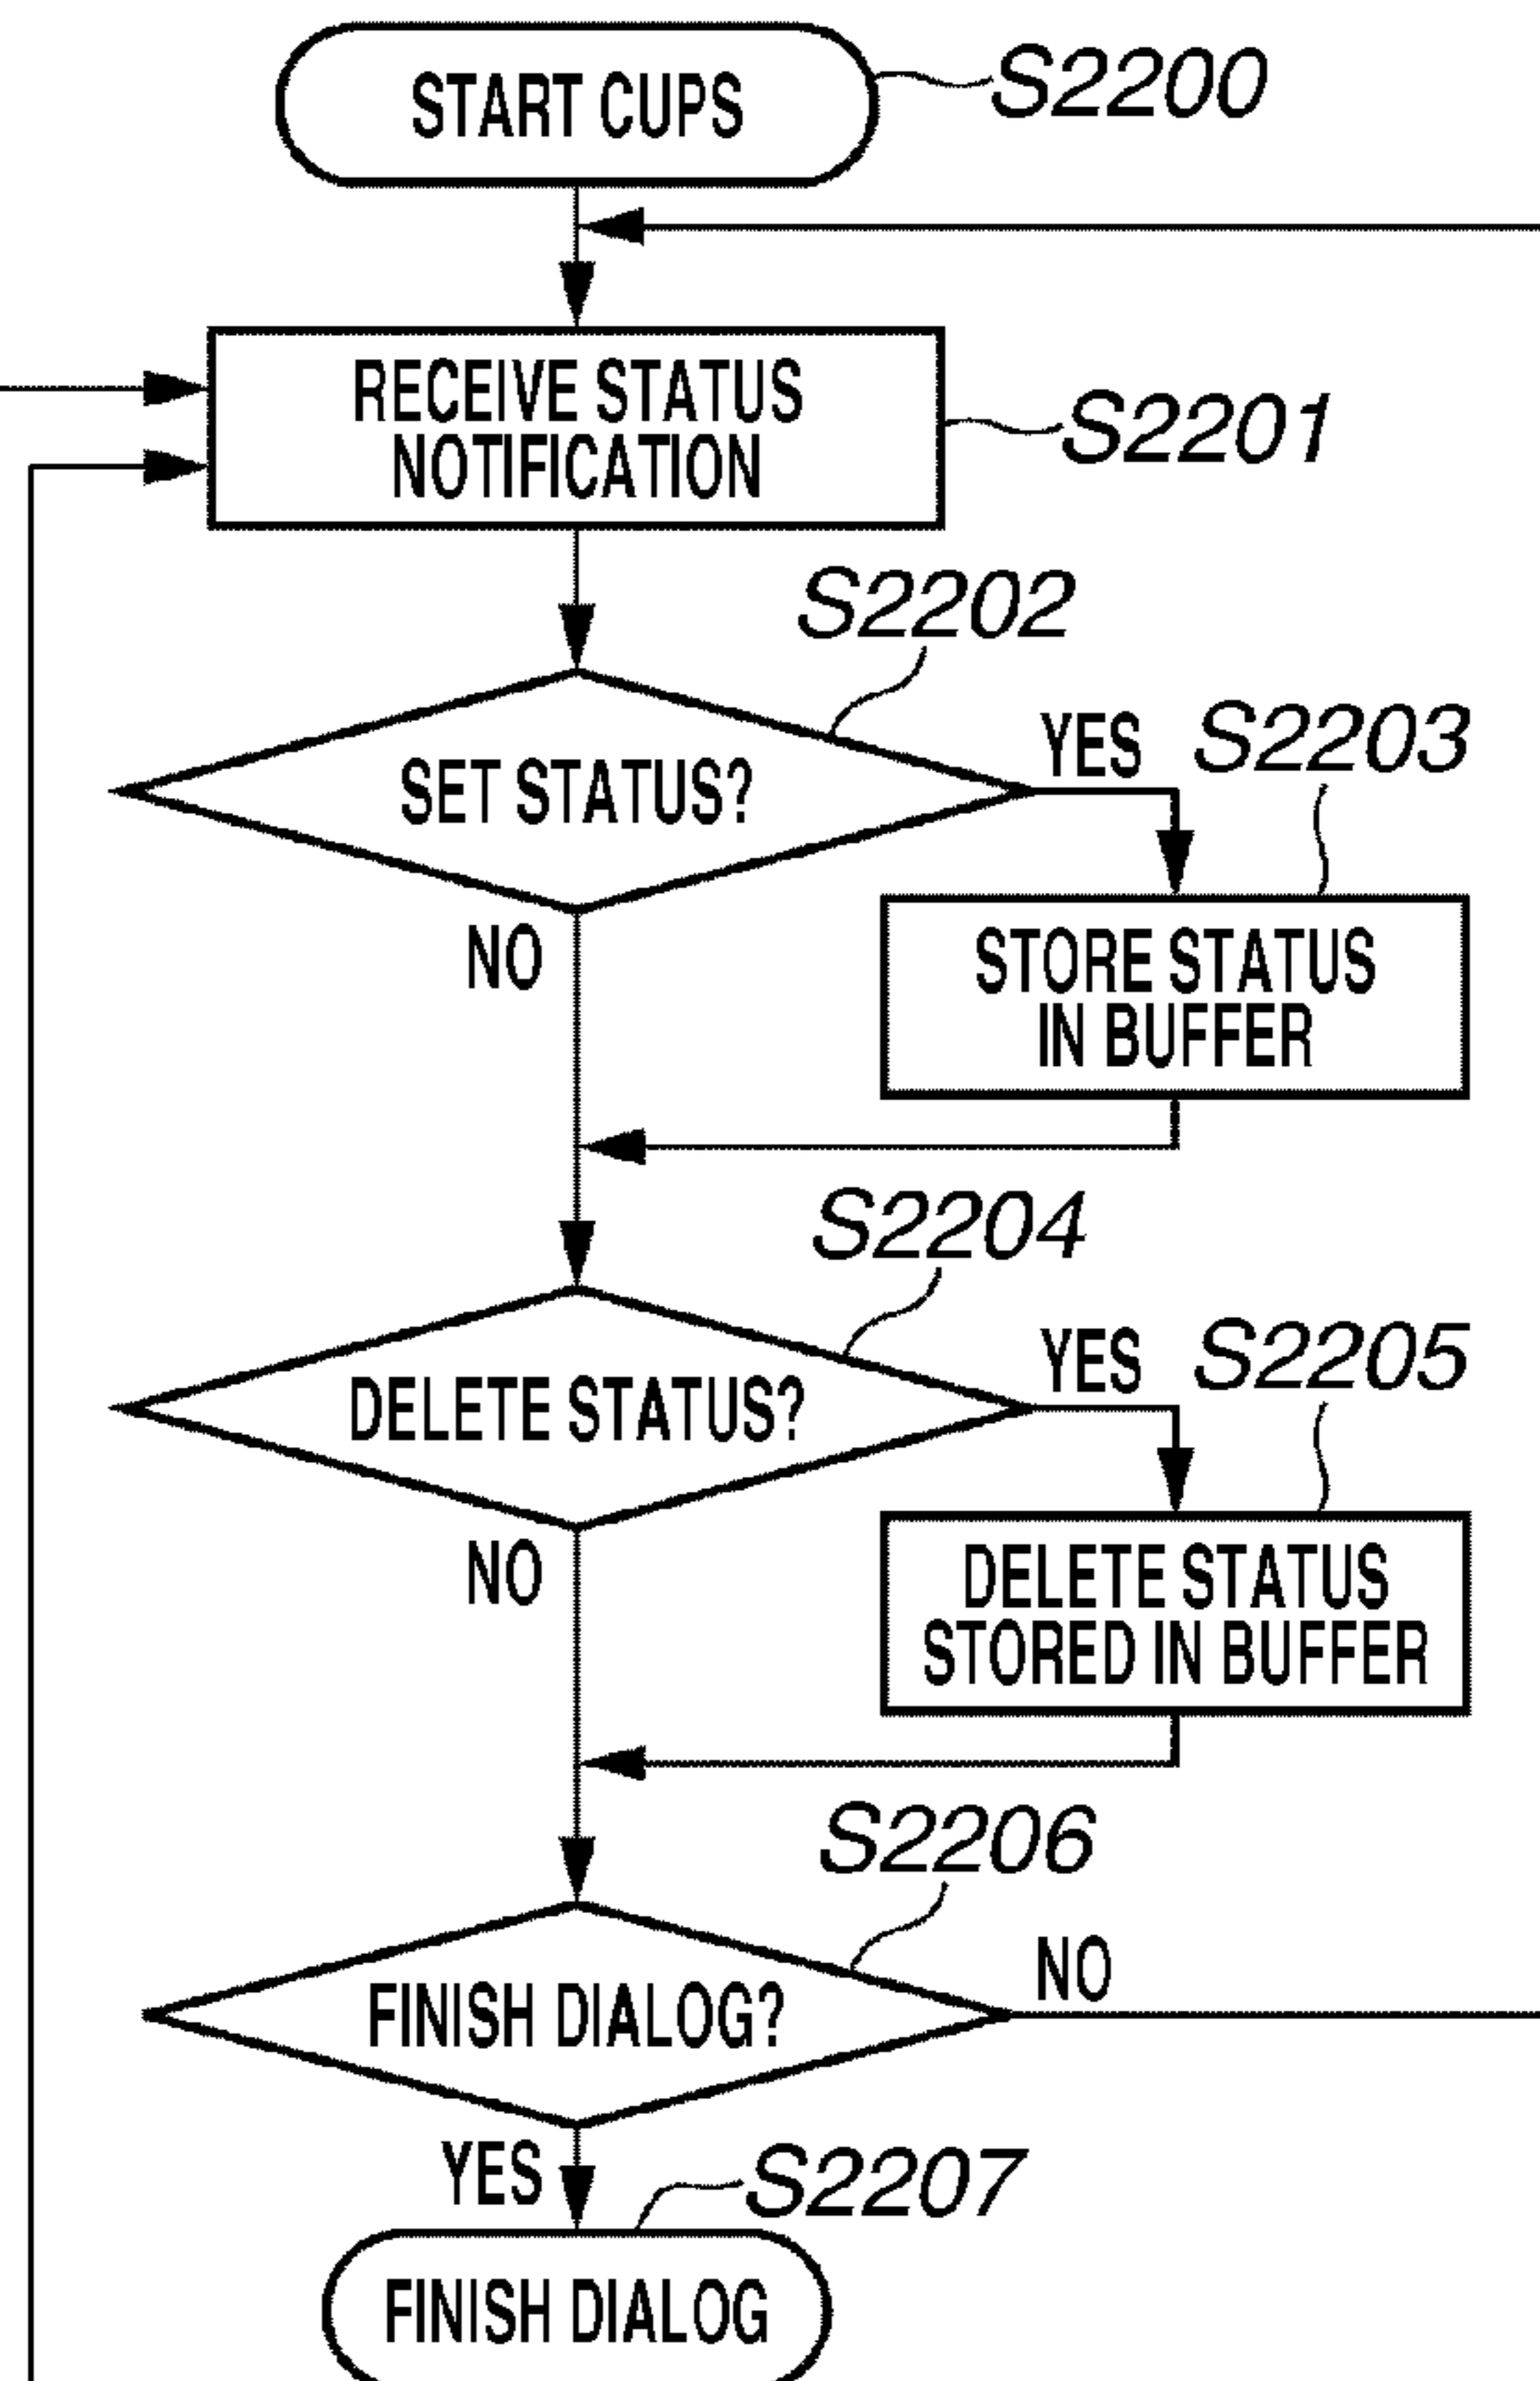 START CUPS
S2200
RECEIVE STATUS
NOTIFICATION
S2201
S2202
SET STATUS?
YES
S2203
NO
STORE STATUS
IN BUFFER
S2204
DELETE STATUS?
YES
S2205
NO
DELETE STATUS
STORED IN BUFFER
S2206
FINISH DIALOG?
NO
YES
S2207
FINISH DIALOG